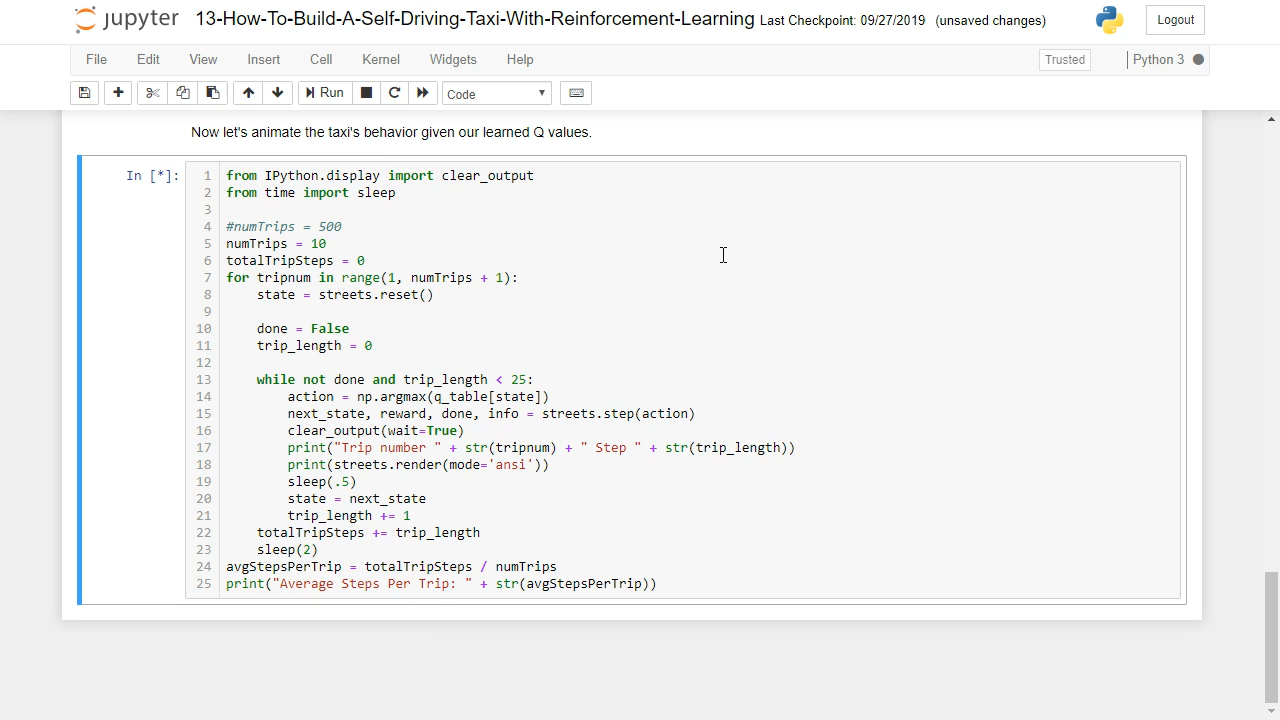 jupyter 13-How-To-Build-A-Self-Driving-Taxi-With-Reinforcement-Learning Last Checkpoint: 09/27/2019 (unsaved changes) Logout
File Edit View Insert Cell Kernel Widgets Help Trusted Python 3
Run Code
Now let's animate the taxi's behavior given our learned Q values.
In [*]:
1 from IPython.display import clear_output
2 from time import sleep
3
4 #numTrips = 500
5 numTrips = 10
6 totalTripSteps = 0
7 for tripnum in range(1, numTrips + 1):
8     state = streets.reset()
9
10     done = False
11     trip_length = 0
12
13     while not done and trip_length < 25:
14         action = np.argmax(q_table[state])
15         next_state, reward, done, info = streets.step(action)
16         clear_output(wait=True)
17         print("Trip number " + str(tripnum) + " Step " + str(trip_length))
18         print(streets.render(mode='ansi'))
19         sleep(.5)
20         state = next_state
21         trip_length += 1
22     totalTripSteps += trip_length
23     sleep(2)
24 avgStepsPerTrip = totalTripSteps / numTrips
25 print("Average Steps Per Trip: " + str(avgStepsPerTrip))